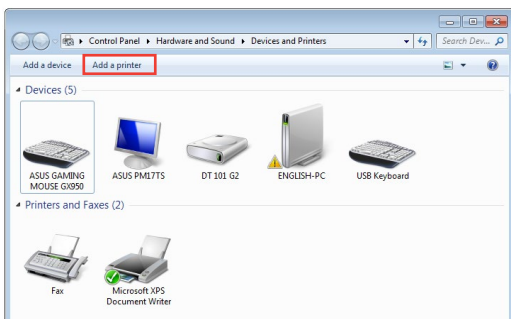 Control Panel ▸ Hardware and Sound ▸ Devices and Printers
Search Dev...
Add a device
Add a printer
Devices (5)
ASUS GAMING
MOUSE GX950
ASUS PM17TS
DT 101 G2
ENGLISH-PC
USB Keyboard
Printers and Faxes (2)
Fax
Microsoft XPS
Document Writer